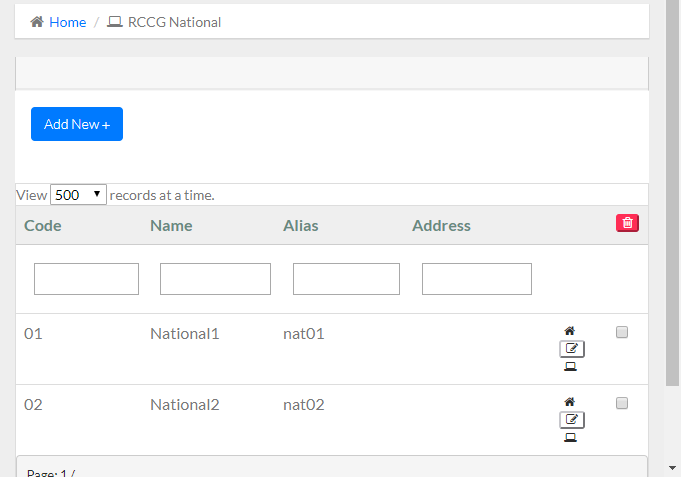 Home / RCCG National
Add New +
View 500 records at a time.
Code Name Alias Address
01 National1 nat01
02 National2 nat02
Page: 1 /